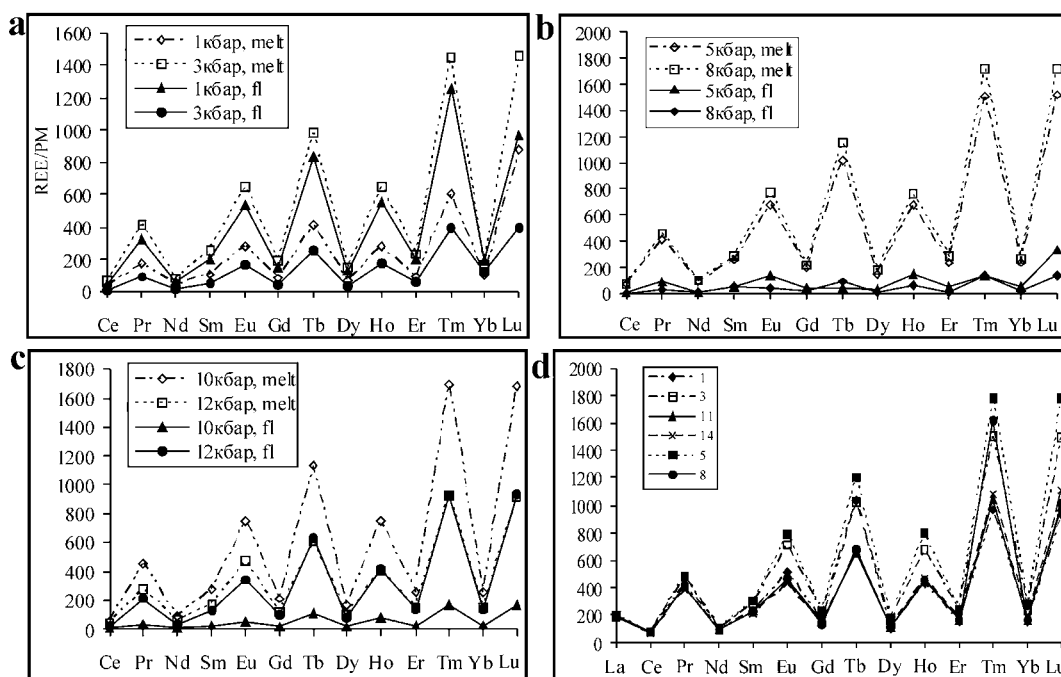 a
REE/PM
1600
1400
1200
1000
800
600
400
200
0
1кбар, melt
3кбар, melt
1кбар, fl
3кбар, fl
Ce Pr Nd Sm Eu Gd Tb Dy Ho Er Tm Yb Lu
b
2000
1800
1600
1400
1200
1000
800
600
400
200
0
5кбар, melt
8кбар, melt
5кбар, fl
8кбар, fl
Ce Pr Nd Sm Eu Gd Tb Dy Ho Er Tm Yb Lu
c
1800
1600
1400
1200
1000
800
600
400
200
0
10кбар, melt
12кбар, melt
10кбар, fl
12кбар, fl
Ce Pr Nd Sm Eu Gd Tb Dy Ho Er Tm Yb Lu
d
2000
1800
1600
1400
1200
1000
800
600
400
200
0
1
3
11
14
5
8
La Ce Pr Nd Sm Eu Gd Tb Dy Ho Er Tm Yb Lu